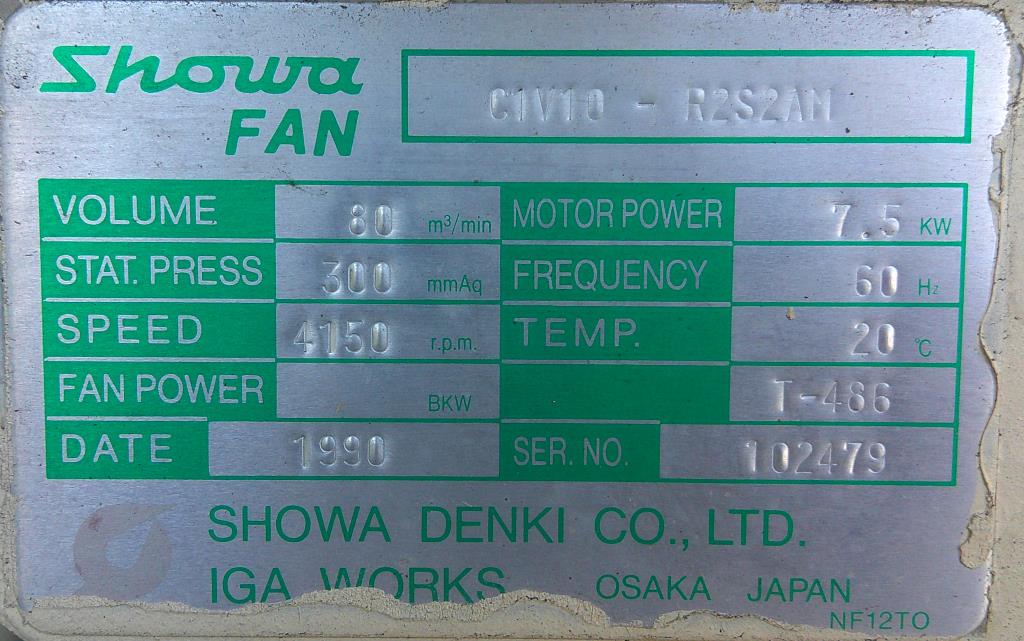 Showa
FAN
C1V10 - R2S2AM
VOLUME 80 m³/min MOTOR POWER 7.5 KW
STAT. PRESS 300 mmAq FREQUENCY 60 Hz
SPEED 4150 r.p.m. TEMP. 20 °C
FAN POWER BKW T-486
DATE 1990 SER. NO. 102479
SHOWA DENKI CO., LTD.
IGA WORKS OSAKA JAPAN
NF12TO